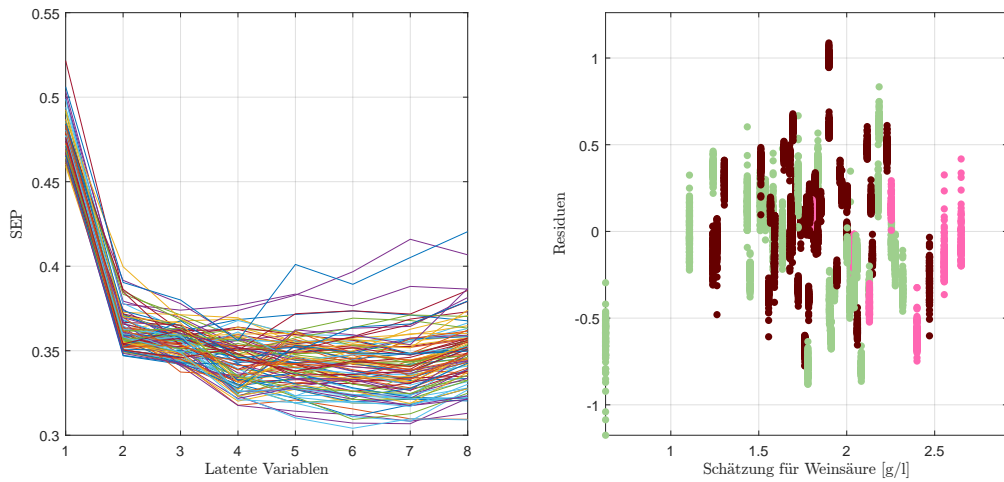 0.55
0.5
0.45
0.4
0.35
0.3
SEP
1 2 3 4 5 6 7 8
Latente Variablen
1
0.5
0
-0.5
-1
Residuen
1 1.5 2 2.5
Schätzung für Weinsäure [g/l]